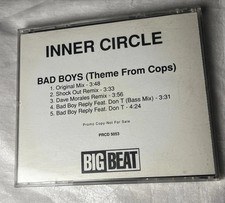 INNER CIRCLE
BAD BOYS (Theme From Cops)
1. Original Mix - 3:48
2. Shock Out Remix - 3:33
3. Dave Morales Remix - 3:56
4. Bad Boy Reply Feat. Don T (Bass Mix) - 3:31
5. Bad Boy Reply Feat. Don T - 4:24
Promo Copy-Not For Sale
PRCD 5053
BIG BEAT